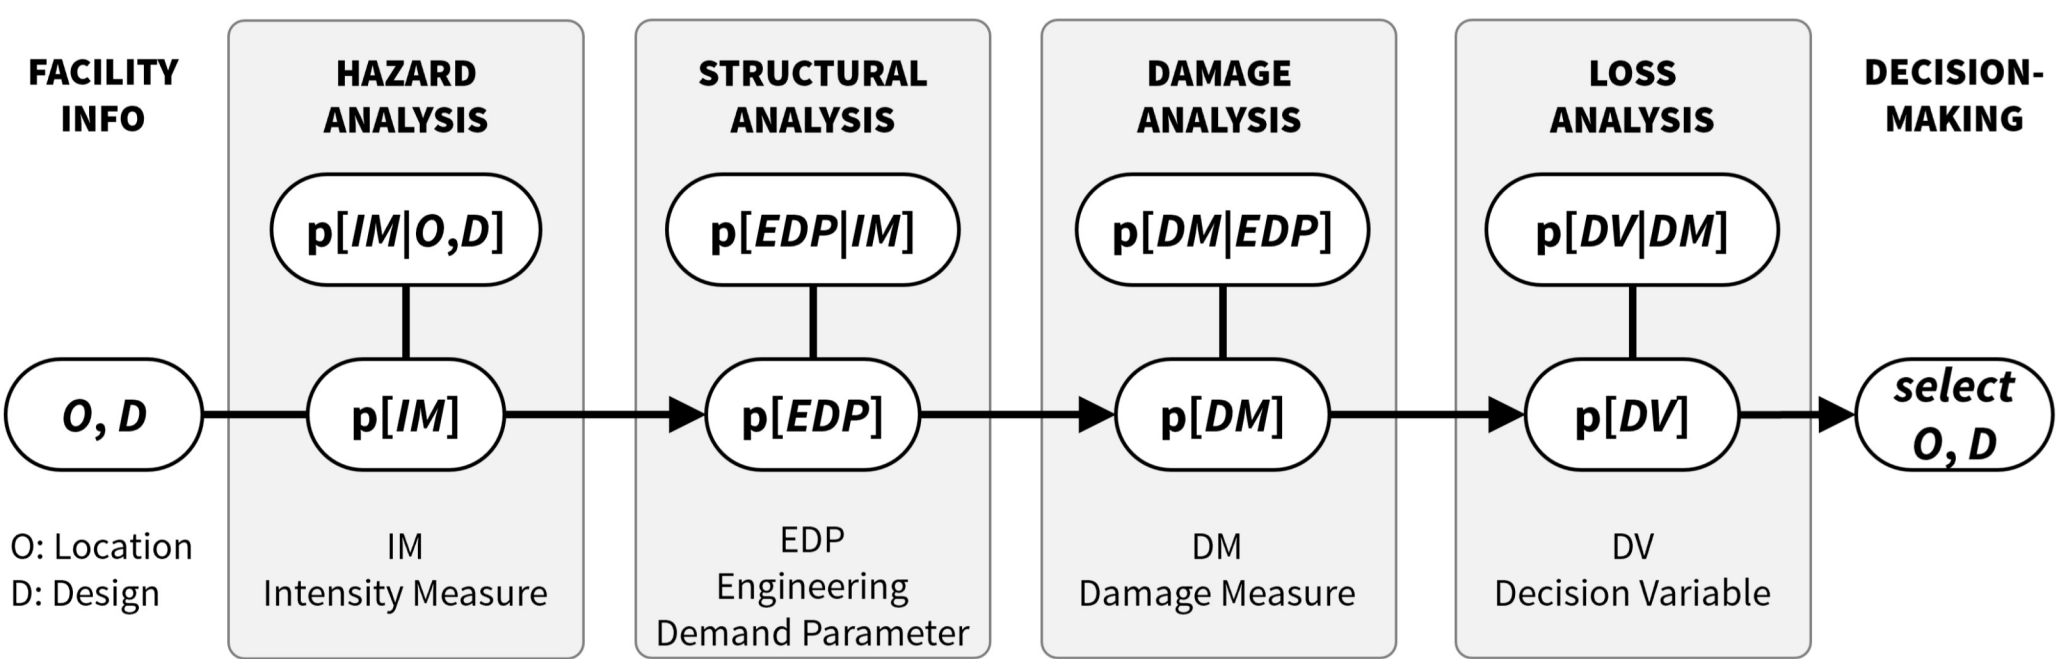 FACILITY
INFO
O, D
O: Location
D: Design
HAZARD
ANALYSIS
p[IM|O,D]
p[IM]
IM
Intensity Measure
STRUCTURAL
ANALYSIS
p[EDP|IM]
p[EDP]
EDP
Engineering
Demand Parameter
DAMAGE
ANALYSIS
p[DM|EDP]
p[DM]
DM
Damage Measure
LOSS
ANALYSIS
p[DV|DM]
p[DV]
DV
Decision Variable
DECISION-
MAKING
select
O, D